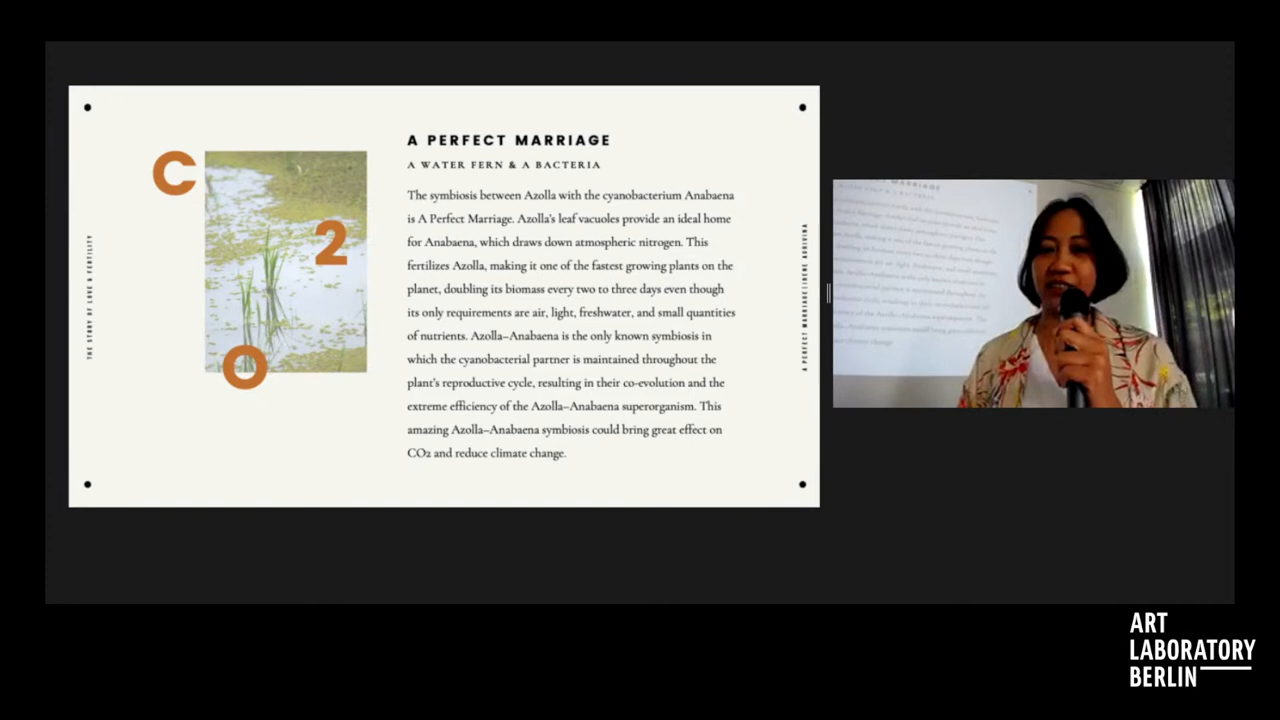 C
2
O
THE STORY OF LOVE & FERTILITY
A PERFECT MARRIAGE
A WATER FERN & A BACTERIA
The symbiosis between Azolla with the cyanobacterium Anabaena
is A Perfect Marriage. Azolla's leaf vacuoles provide an ideal home
for Anabaena, which draws down atmospheric nitrogen. This
fertilizes Azolla, making it one of the fastest growing plants on the
planet, doubling its biomass every two to three days even though
its only requirements are air, light, freshwater, and small quantities
of nutrients. Azolla–Anabaena is the only known symbiosis in
which the cyanobacterial partner is maintained throughout the
plant's reproductive cycle, resulting in their co-evolution and the
extreme efficiency of the Azolla–Anabaena superorganism. This
amazing Azolla–Anabaena symbiosis could bring great effect on
CO2 and reduce climate change.
A PERFECT MARRIAGE | IRENE AGRIVINA
ART
LABORATORY
BERLIN